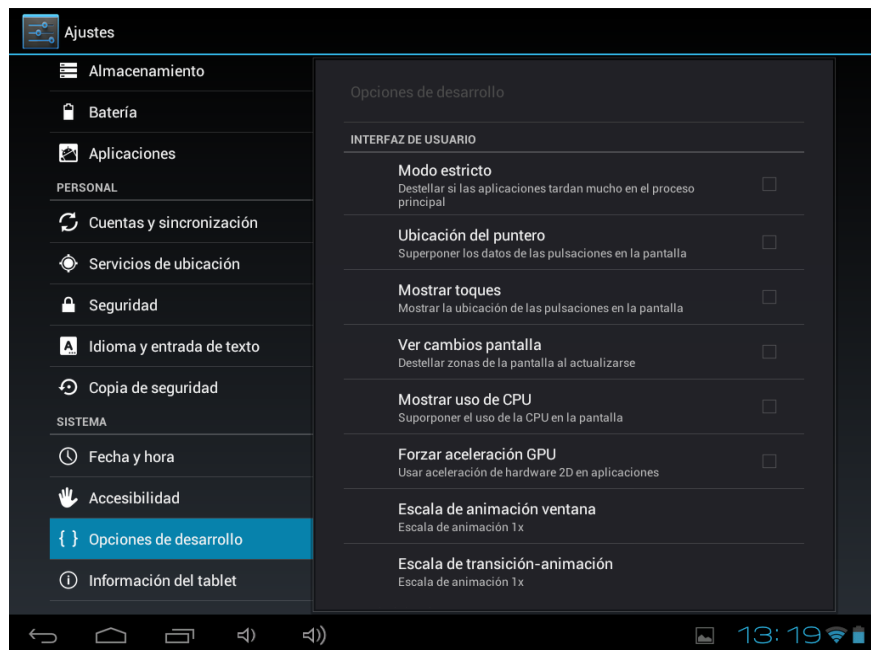 Ajustes
Almacenamiento
Batería
Aplicaciones
PERSONAL
Cuentas y sincronización
Servicios de ubicación
Seguridad
A
Idioma y entrada de texto
Copia de seguridad
SISTEMA
Fecha y hora
Accesibilidad
{ } Opciones de desarrollo
Información del tablet
Opciones de desarrollo
INTERFAZ DE USUARIO
Modo estricto
Destellar si las aplicaciones tardan mucho en el proceso
principal
Ubicación del puntero
Superponer los datos de las pulsaciones en la pantalla
Mostrar toques
Mostrar la ubicación de las pulsaciones en la pantalla
Ver cambios pantalla
Destellar zonas de la pantalla al actualizarse
Mostrar uso de CPU
Suporponer el uso de la CPU en la pantalla
Forzar aceleración GPU
Usar aceleración de hardware 2D en aplicaciones
Escala de animación ventana
Escala de animación 1x
Escala de transición-animación
Escala de animación 1x
13:19